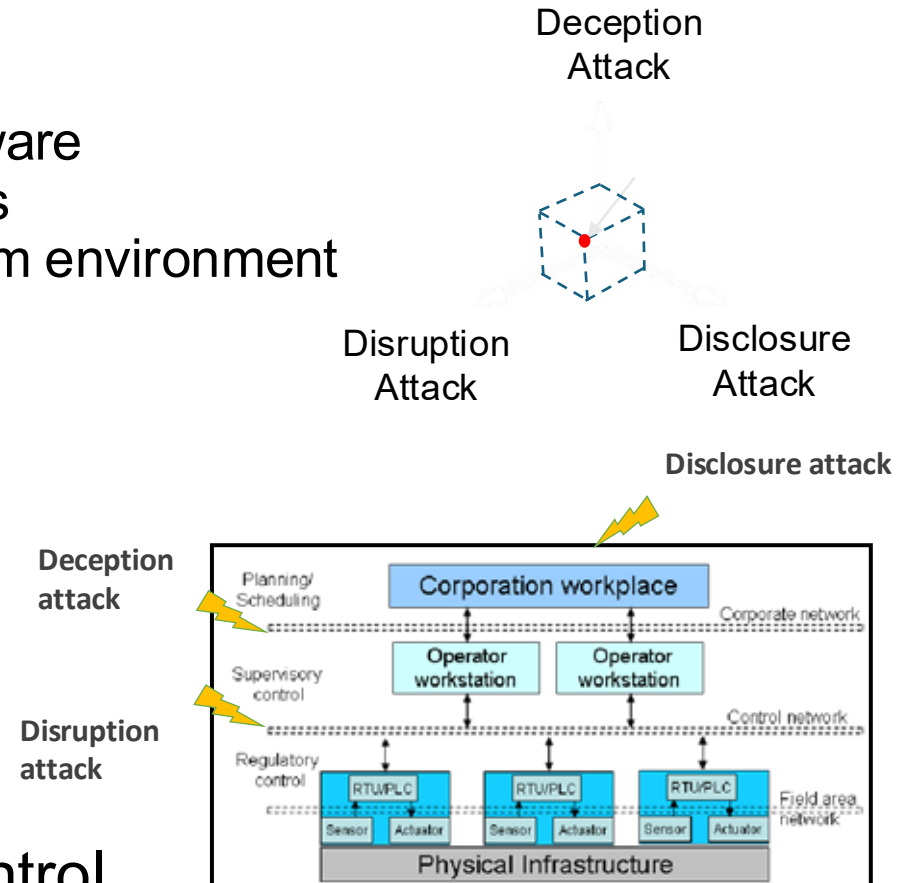 Deception
Attack
ware
s
m environment
Disruption
Attack
Disclosure
Attack
Disclosure attack
Deception
attack
Planning/
Scheduling
Corporation workplace
Corporate network
Supervisory
control
Operator
workstation
Operator
workstation
Disruption
attack
Control network
Regulatory
control
RTU/PLC
RTU/PLC
RTU/PLC
Field area
network
Sensor
Actuator
Sensor
Actuator
Sensor
Actuator
Physical Infrastructure
ntrol